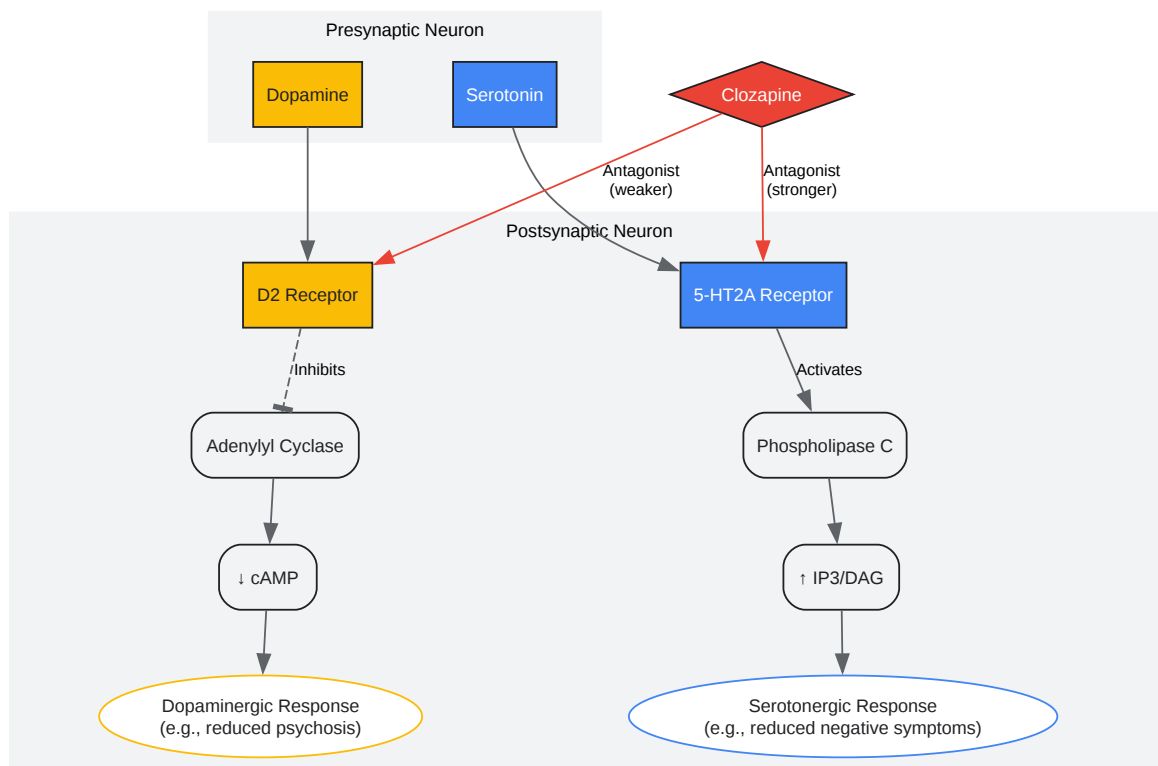 Presynaptic Neuron
Dopamine
Serotonin
Clozapine
Antagonist
(weaker)
Antagonist
(stronger)
Postsynaptic Neuron
D2 Receptor
5-HT2A Receptor
Inhibits
Activates
Adenylyl Cyclase
Phospholipase C
↓ cAMP
↑ IP3/DAG
Dopaminergic Response
(e.g., reduced psychosis)
Serotonergic Response
(e.g., reduced negative symptoms)